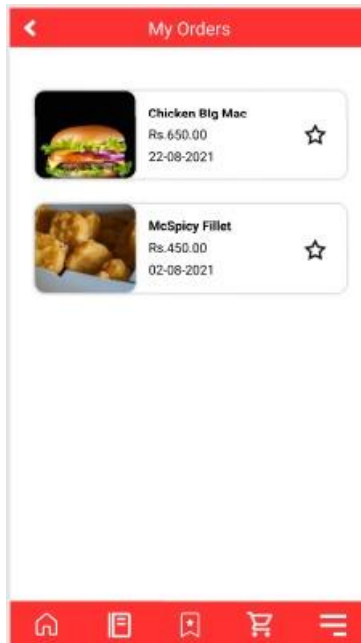 My Orders
Chicken BIg Mac
Rs.650.00
22-08-2021
McSpicy Fillet
Rs.450.00
02-08-2021